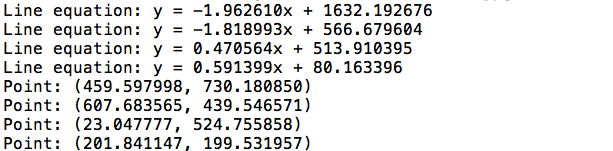 Line equation: y = -1.962610x + 1632.192676
Line equation: y = -1.818993x + 566.679604
Line equation: y = 0.470564x + 513.910395
Line equation: y = 0.591399x + 80.163396
Point: (459.597998, 730.180850)
Point: (607.683565, 439.546571)
Point: (23.047777, 524.755858)
Point: (201.841147, 199.531957)